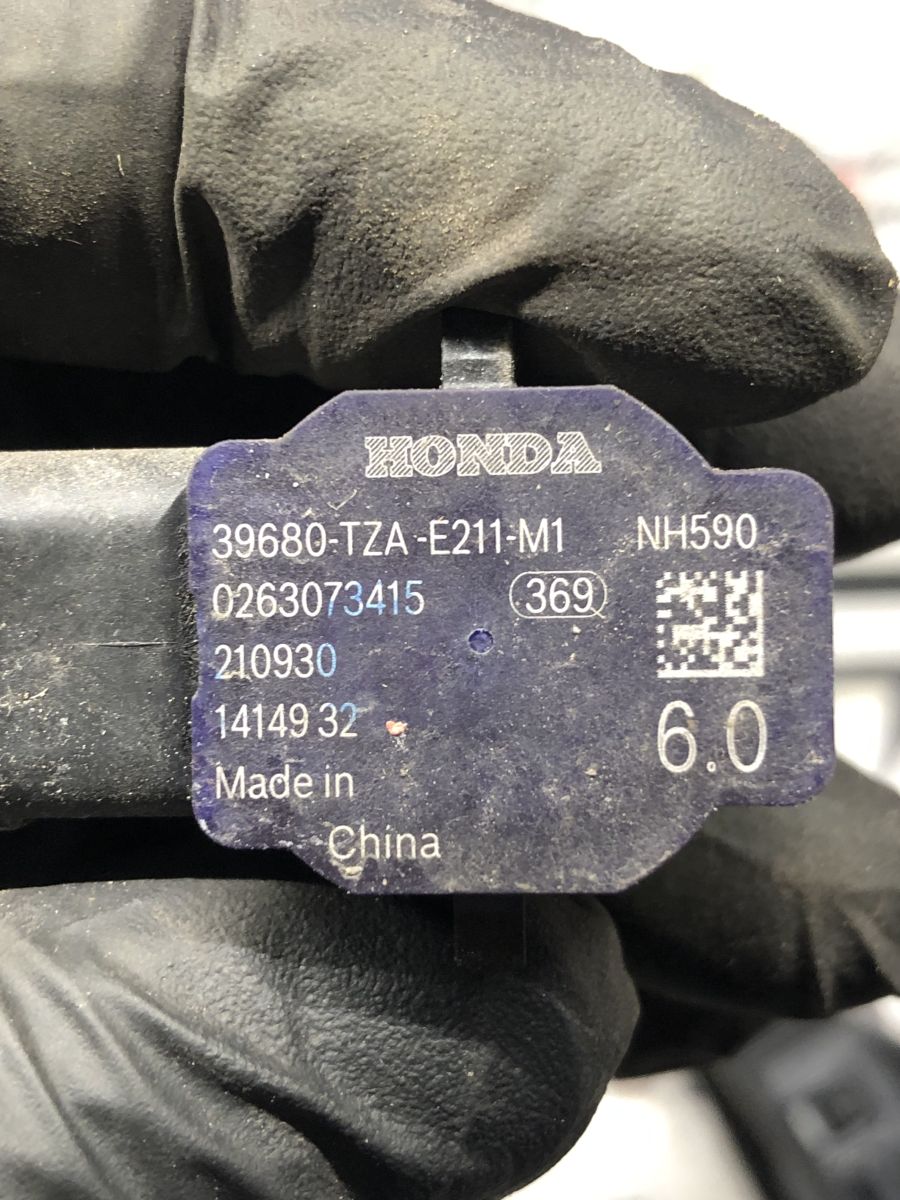 HONDA
39680-TZA-E211-M1 NH590
0263073415 369
210930
14149 32
6.0
Made in
China